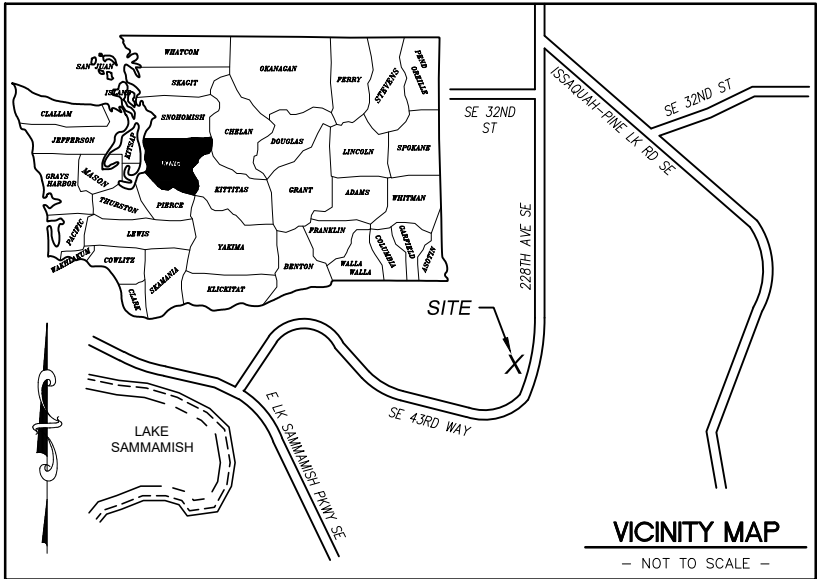 WHATCOM
SAN JUAN
SKAGIT
ISLAND
OKANAGAN
FERRY
STEVENS
PEND
OREILLE
CLALLAM
SNOHOMISH
CHELAN
DOUGLAS
JEFFERSON
KITSAP
KING
LINCOLN
SPOKANE
GRAYS
HARBOR
MASON
KITTITAS
GRANT
ADAMS
WHITMAN
THURSTON
PIERCE
PACIFIC
LEWIS
YAKIMA
FRANKLIN
WAHKIAKUM
COWLITZ
SKAMANIA
BENTON
WALLA
WALLA
COLUMBIA
GARFIELD
ASOTIN
CLARK
KLICKITAT
SE 32ND
ST
ISSAQUAH-PINE LK RD SE
SE 32ND ST
228TH AVE SE
SITE
X
SE 43RD WAY
E LK SAMMAMISH PKWY SE
LAKE
SAMMAMISH
VICINITY MAP
- NOT TO SCALE -